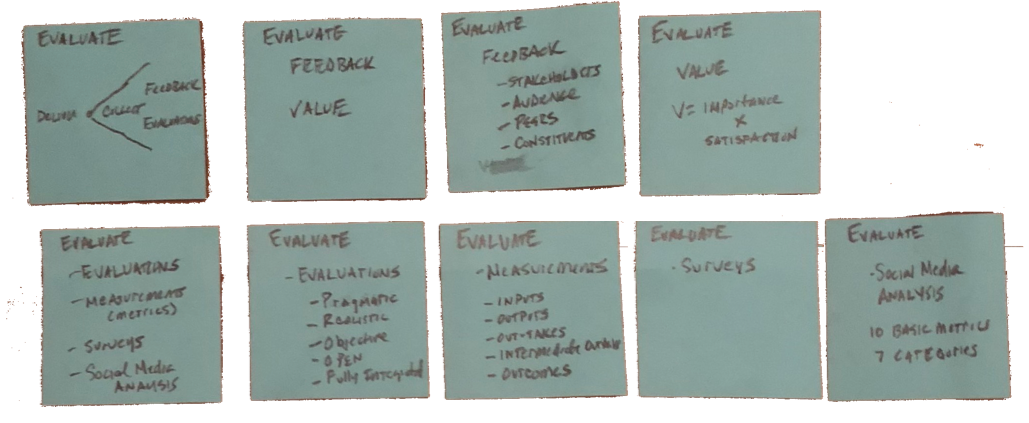 EVALUATE
DELIVER COLLECT
FEEDBACK
EVALUATIONS
EVALUATE
FEEDBACK
VALUE
EVALUATE
FEEDBACK
- STAKEHOLDERS
- AUDIENCE
- PEERS
- CONSTITUENTS
EVALUATE
VALUE
V = IMPORTANCE
X
SATISFACTION
EVALUATE
- EVALUATIONS
- MEASUREMENTS
(METRICS)
- SURVEYS
- SOCIAL MEDIA
ANALYSIS
EVALUATE
- EVALUATIONS
- Pragmatic
- Realistic
- Objective
- OPEN
- Fully Integrated
EVALUATE
- MEASUREMENTS
- INPUTS
- OUTPUTS
- OUT-TAKES
- Intermediate Outcomes
- OUTCOMES
EVALUATE
- SURVEYS
EVALUATE
- Social Media
ANALYSIS
10 BASIC METRICS
7 CATEGORIES